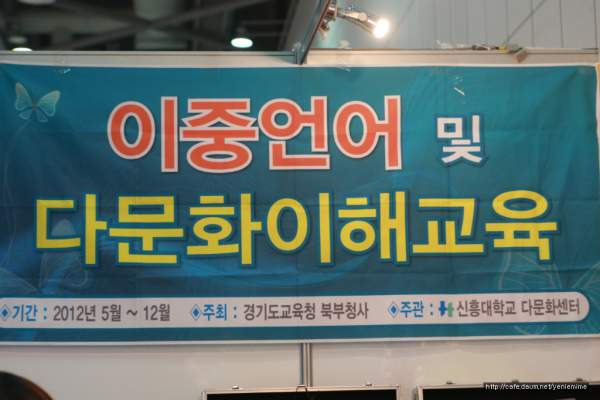 이중언어 및
다문화이해교육
◈기간 : 2012년 5월 ~ 12월 ◈주최 : 경기도교육청 북부청사 ◈주관 : 신흥대학교 다문화센터
http://cafe.daum.net/yenienvme